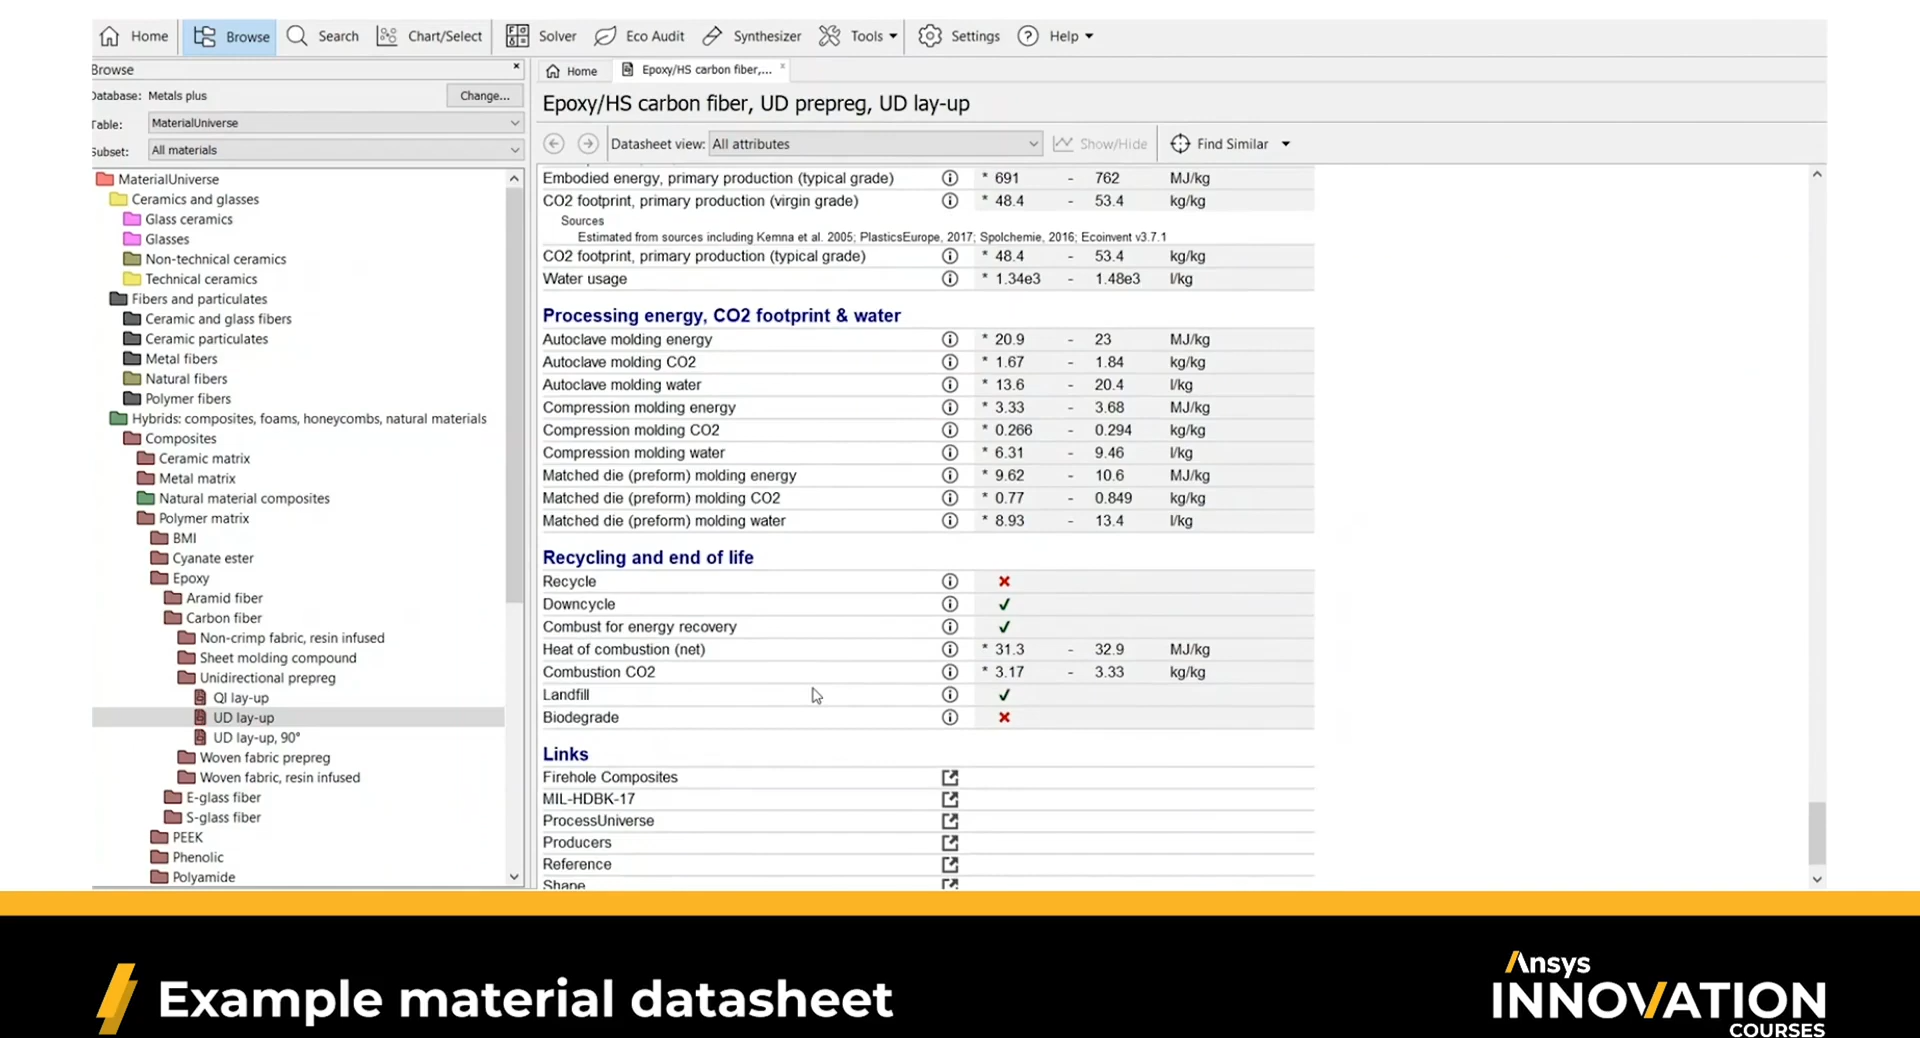 Home Browse Search Chart/Select Solver Eco Audit Synthesizer Tools Settings Help
Browse
Database: Metals plus Change...
Table: MaterialUniverse
Subset: All materials
MaterialUniverse
Ceramics and glasses
Glass ceramics
Glasses
Non-technical ceramics
Technical ceramics
Fibers and particulates
Ceramic and glass fibers
Ceramic particulates
Metal fibers
Natural fibers
Polymer fibers
Hybrids: composites, foams, honeycombs, natural materials
Composites
Ceramic matrix
Metal matrix
Natural material composites
Polymer matrix
BMI
Cyanate ester
Epoxy
Aramid fiber
Carbon fiber
Non-crimp fabric, resin infused
Sheet molding compound
Unidirectional prepreg
QI lay-up
UD lay-up
UD lay-up, 90°
Woven fabric prepreg
Woven fabric, resin infused
E-glass fiber
S-glass fiber
PEEK
Phenolic
Polyamide
Home Epoxy/HS carbon fiber,...
Epoxy/HS carbon fiber, UD prepreg, UD lay-up
Datasheet view: All attributes Show/Hide Find Similar
Embodied energy, primary production (typical grade) * 691 - 762 MJ/kg
CO2 footprint, primary production (virgin grade) * 48.4 - 53.4 kg/kg
Sources
Estimated from sources including Kemna et al. 2005; PlasticsEurope, 2017; Spolchemie, 2016; Ecoinvent v3.7.1
CO2 footprint, primary production (typical grade) * 48.4 - 53.4 kg/kg
Water usage * 1.34e3 - 1.48e3 l/kg
Processing energy, CO2 footprint & water
Autoclave molding energy * 20.9 - 23 MJ/kg
Autoclave molding CO2 * 1.67 - 1.84 kg/kg
Autoclave molding water * 13.6 - 20.4 l/kg
Compression molding energy * 3.33 - 3.68 MJ/kg
Compression molding CO2 * 0.266 - 0.294 kg/kg
Compression molding water * 6.31 - 9.46 l/kg
Matched die (preform) molding energy * 9.62 - 10.6 MJ/kg
Matched die (preform) molding CO2 * 0.77 - 0.849 kg/kg
Matched die (preform) molding water * 8.93 - 13.4 l/kg
Recycling and end of life
Recycle ✗
Downcycle ✓
Combust for energy recovery ✓
Heat of combustion (net) * 31.3 - 32.9 MJ/kg
Combustion CO2 * 3.17 - 3.33 kg/kg
Landfill ✓
Biodegrade ✗
Links
Firehole Composites
MIL-HDBK-17
ProcessUniverse
Producers
Reference
Shape
Example material datasheet
Ansys
INNOVATION
COURSES